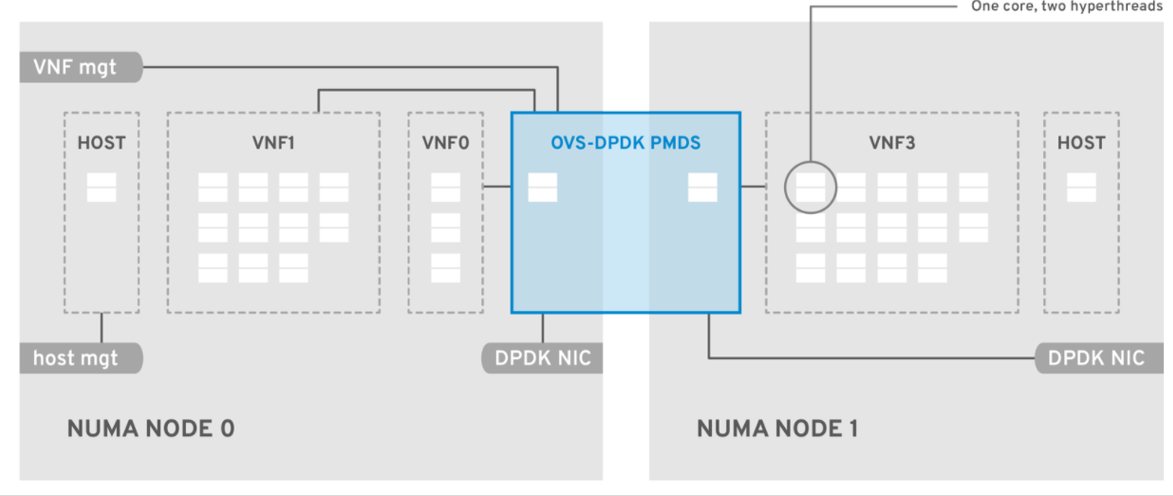 One core, two hyperthreads
VNF mgt
HOST
VNF1
VNF0
OVS-DPDK PMDS
VNF3
HOST
host mgt
DPDK NIC
DPDK NIC
NUMA NODE 0
NUMA NODE 1